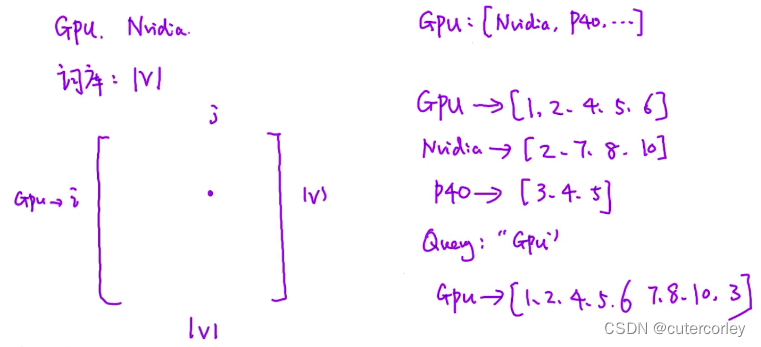 Gpu. Nvidia.
词库: |V|
j
Gpu→i
|V|
|V|
Gpu: [Nvidia, P40, ...]
Gpu → [1, 2. 4. 5. 6]
Nvidia → [2. 7. 8. 10]
P40 → [3. 4. 5]
Query: "Gpu"
Gpu → [1. 2. 4. 5. 6 7. 8. 10. 3]
CSDN @cutercorley